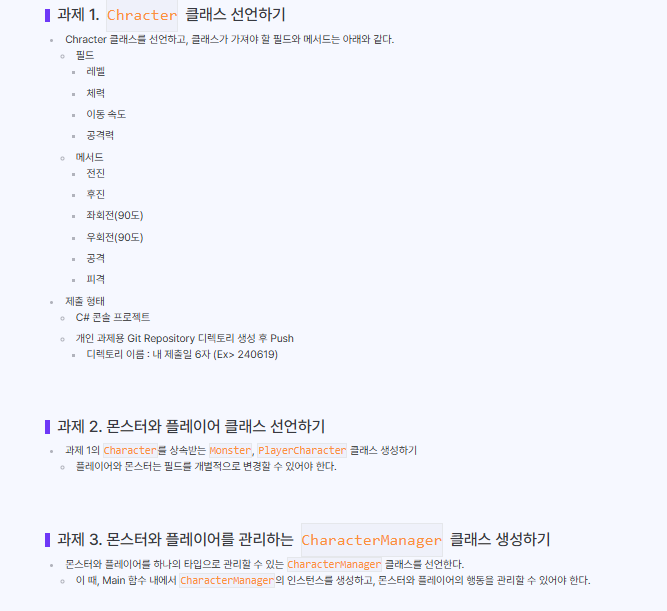 과제 1. Chracter 클래스 선언하기
Chracter 클래스를 선언하고, 클래스가 가져야 할 필드와 메서드는 아래와 같다.
필드
레벨
체력
이동 속도
공격력
메서드
전진
후진
좌회전(90도)
우회전(90도)
공격
피격
제출 형태
C# 콘솔 프로젝트
개인 과제용 Git Repository 디렉토리 생성 후 Push
디렉토리 이름 : 내 제출일 6자 (Ex> 240619)
과제 2. 몬스터와 플레이어 클래스 선언하기
과제 1의 Character를 상속받는 Monster, PlayerCharacter 클래스 생성하기
플레이어와 몬스터는 필드를 개별적으로 변경할 수 있어야 한다.
과제 3. 몬스터와 플레이어를 관리하는 CharacterManager 클래스 생성하기
몬스터와 플레이어를 하나의 타입으로 관리할 수 있는 CharacterManager 클래스를 선언한다.
이 때, Main 함수 내에서 CharacterManager의 인스턴스를 생성하고, 몬스터와 플레이어의 행동을 관리할 수 있어야 한다.